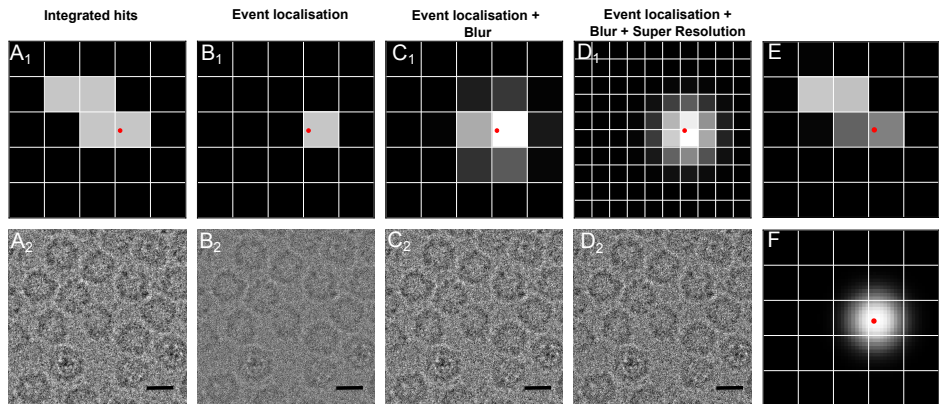 Integrated hits
Event localisation
Event localisation +
Blur
Event localisation +
Blur + Super Resolution
A1
B1
C1
D1
E
A2
B2
C2
D2
F